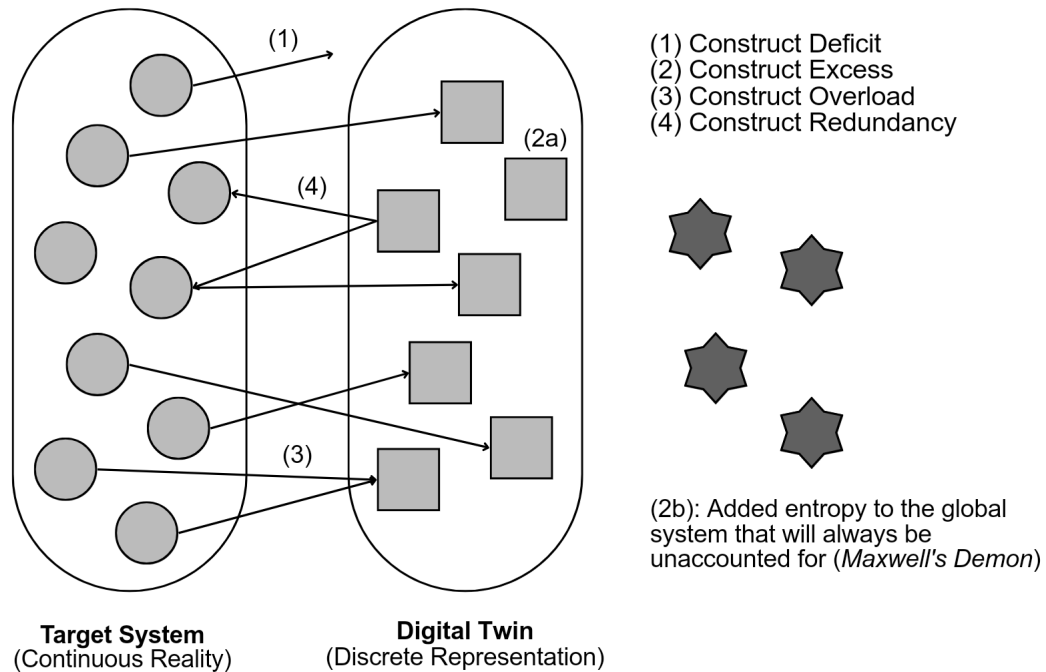 (1)
(1) Construct Deficit
(2) Construct Excess
(3) Construct Overload
(4) Construct Redundancy
(2a)
(4)
(3)
(2b): Added entropy to the global
system that will always be
unaccounted for (Maxwell's Demon)
Target System
(Continuous Reality)
Digital Twin
(Discrete Representation)